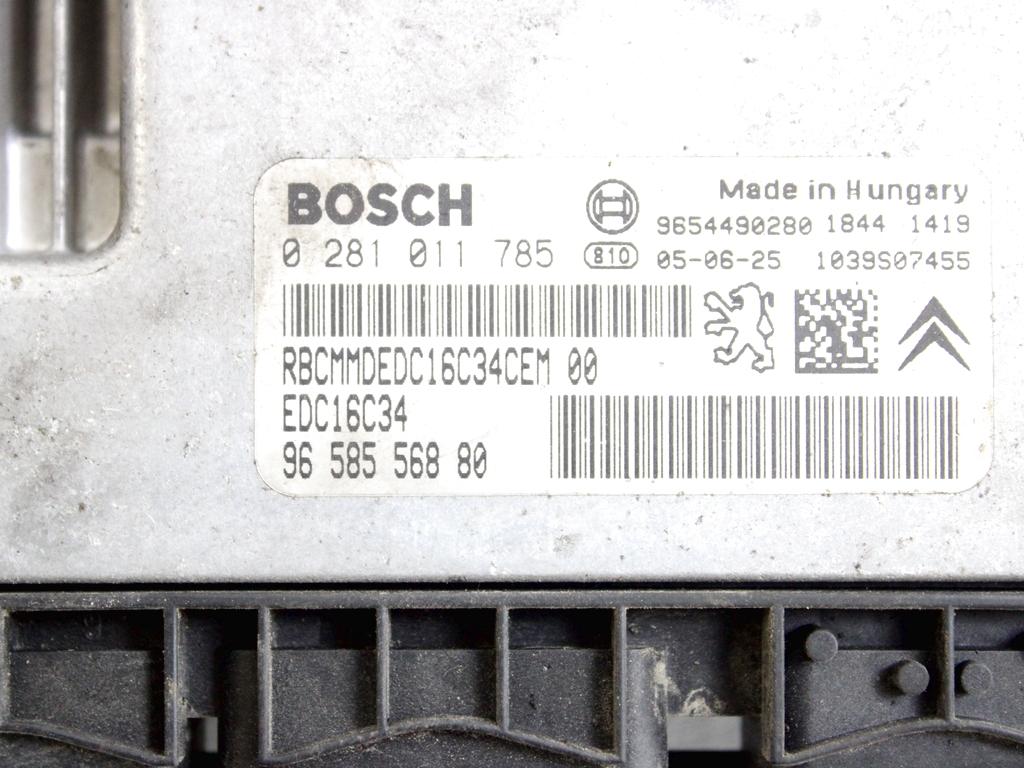 BOSCH
Made in Hungary
9654490280 1844 1419
0 281 011 785
810 05-06-25 1039S07455
RBCMMDEDC16C34CEM 00
EDC16C34
96 585 568 80